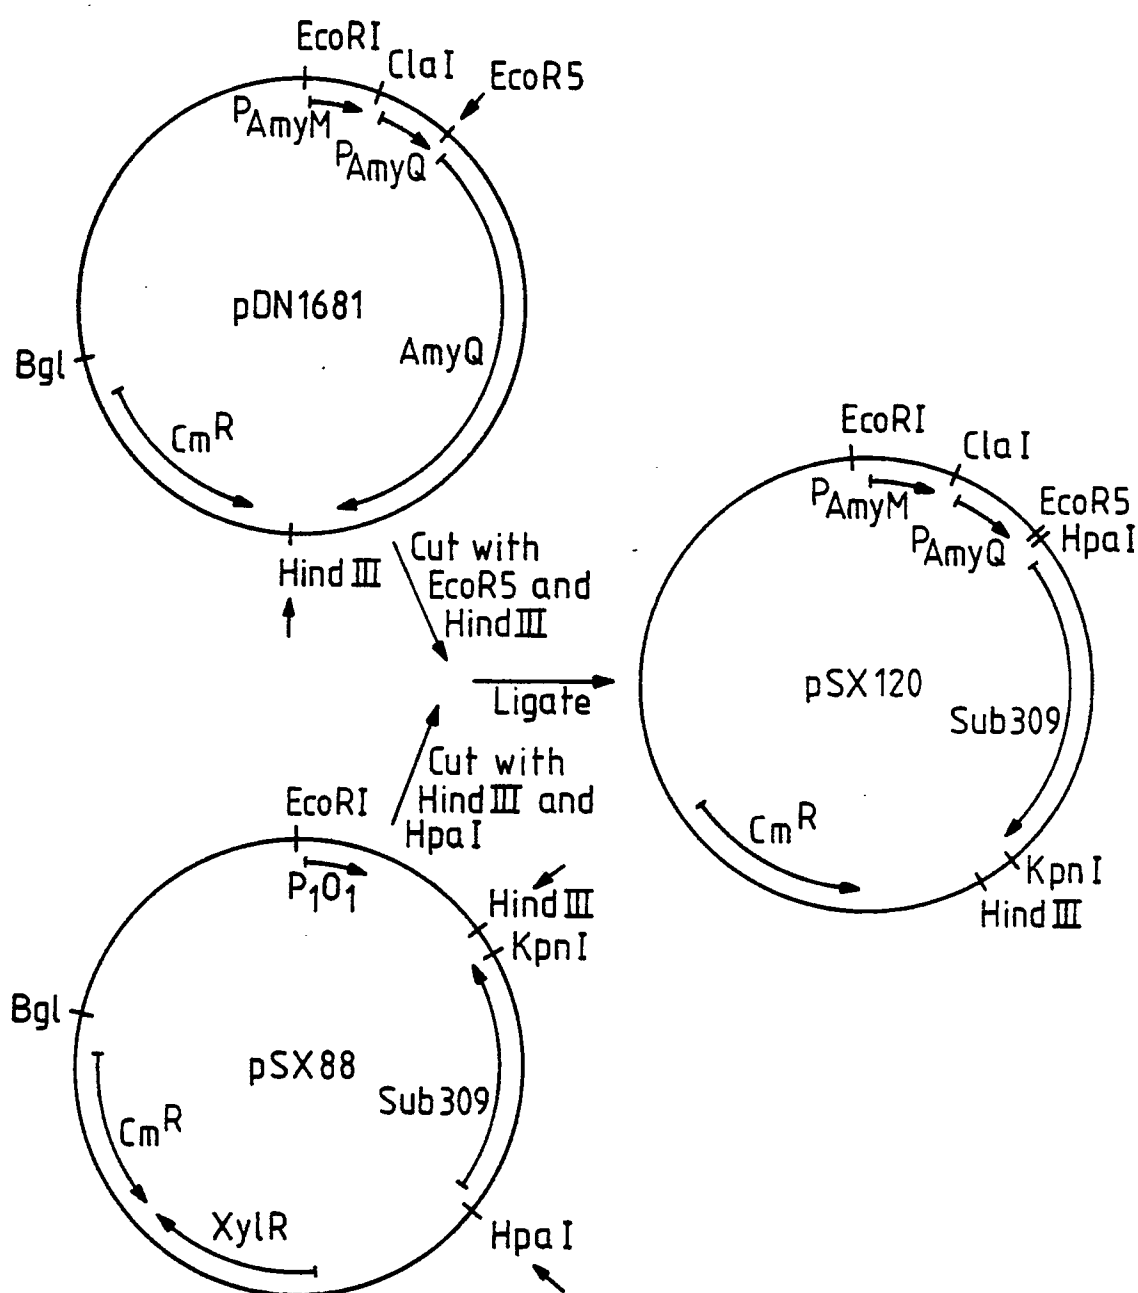 EcoRI
ClaI
EcoR5
PAmyM
PAmyQ
pDN1681
AmyQ
Bgl
CmR
HindIII
Cut with
EcoR5 and
HindIII
Ligate
Cut with
HindIII and
HpaI
EcoRI
P1O1
HindIII
KpnI
Bgl
pSX88
Sub309
CmR
XylR
HpaI
EcoRI
ClaI
PAmyM
EcoR5
HpaI
PAmyQ
pSX120
Sub309
CmR
KpnI
HindIII